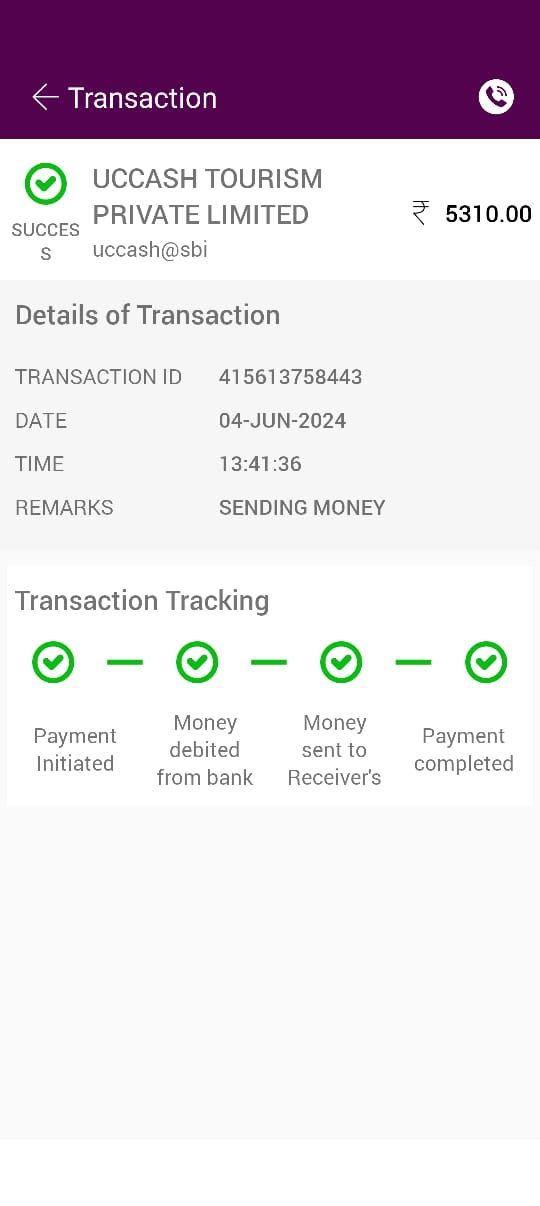 Transaction
UCCASH TOURISM
PRIVATE LIMITED
uccash@sbi
SUCCES
S
₹ 5310.00
Details of Transaction
TRANSACTION ID 415613758443
DATE 04-JUN-2024
TIME 13:41:36
REMARKS SENDING MONEY
Transaction Tracking
Payment
Initiated
Money
debited
from bank
Money
sent to
Receiver's
Payment
completed